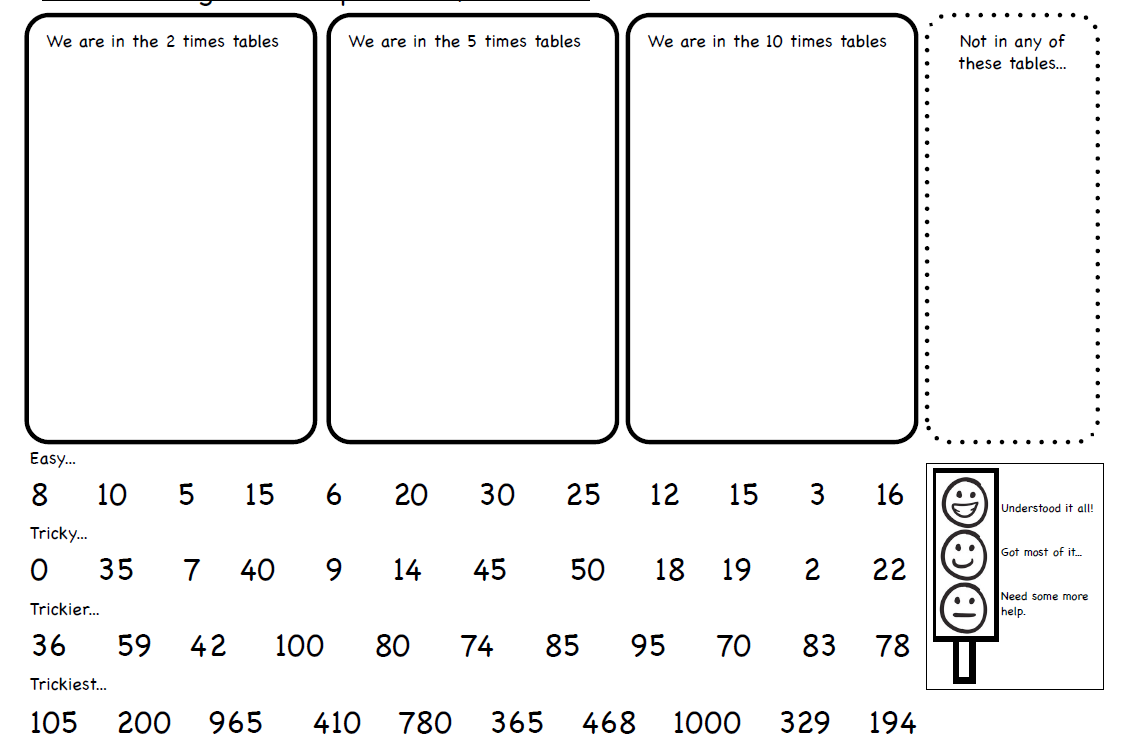 We are in the 2 times tables
We are in the 5 times tables
We are in the 10 times tables
Not in any of
these tables...
Easy...
8 10 5 15 6 20 30 25 12 15 3 16
Tricky...
0 35 7 40 9 14 45 50 18 19 2 22
Trickier...
36 59 42 100 80 74 85 95 70 83 78
Trickiest...
105 200 965 410 780 365 468 1000 329 194
Understood it all!
Got most of it...
Need some more
help.